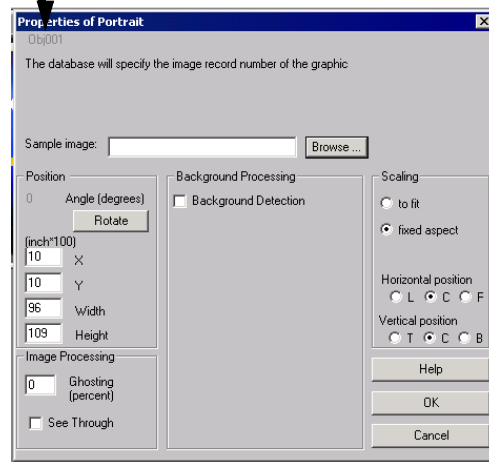 Properties of Portrait
Obj001
The database will specify the image record number of the graphic
Sample image:
Browse ...
Position
0 Angle (degrees)
Rotate
(inch*100)
10 X
10 Y
96 Width
109 Height
Image Processing
0 Ghosting
(percent)
See Through
Background Processing
Background Detection
Scaling
to fit
fixed aspect
Horizontal position
L C F
Vertical position
T C B
Help
OK
Cancel